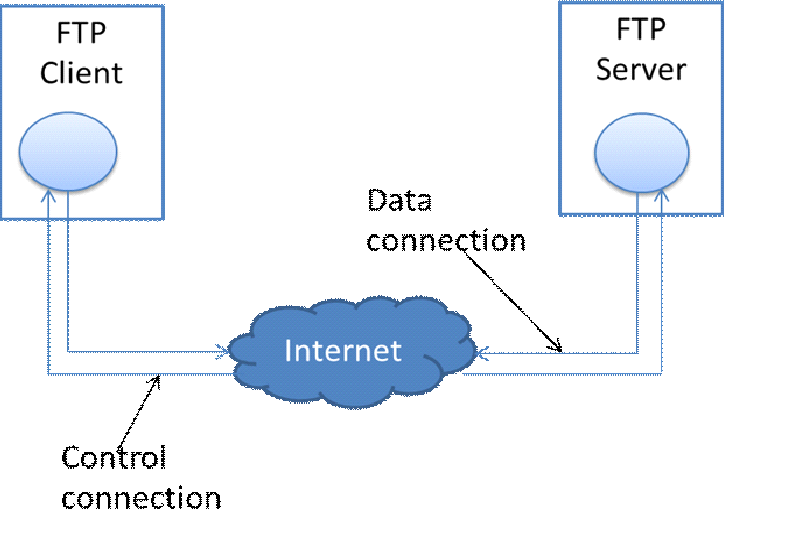 FTP
Client
FTP
Server
Data
connection
Internet
Control
connection